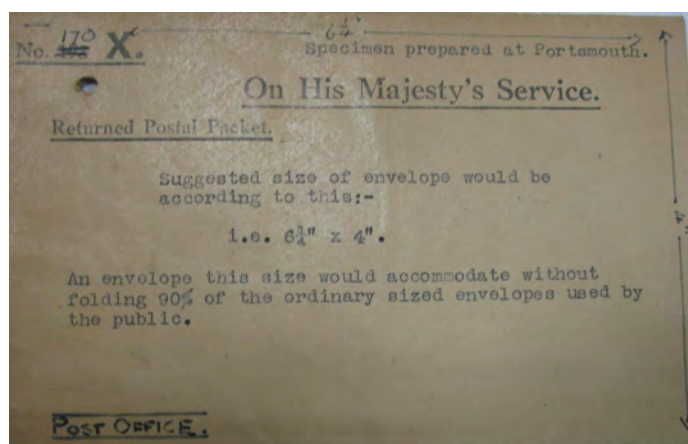 6¼"
No. 170 X.
Specimen prepared at Portsmouth.
On His Majesty's Service.
Returned Postal Packet.
Suggested size of envelope would be
according to this:-
i.e. 6¼" x 4".
An envelope this size would accommodate without
folding 90% of the ordinary sized envelopes used by
the public.
4"
POST OFFICE.